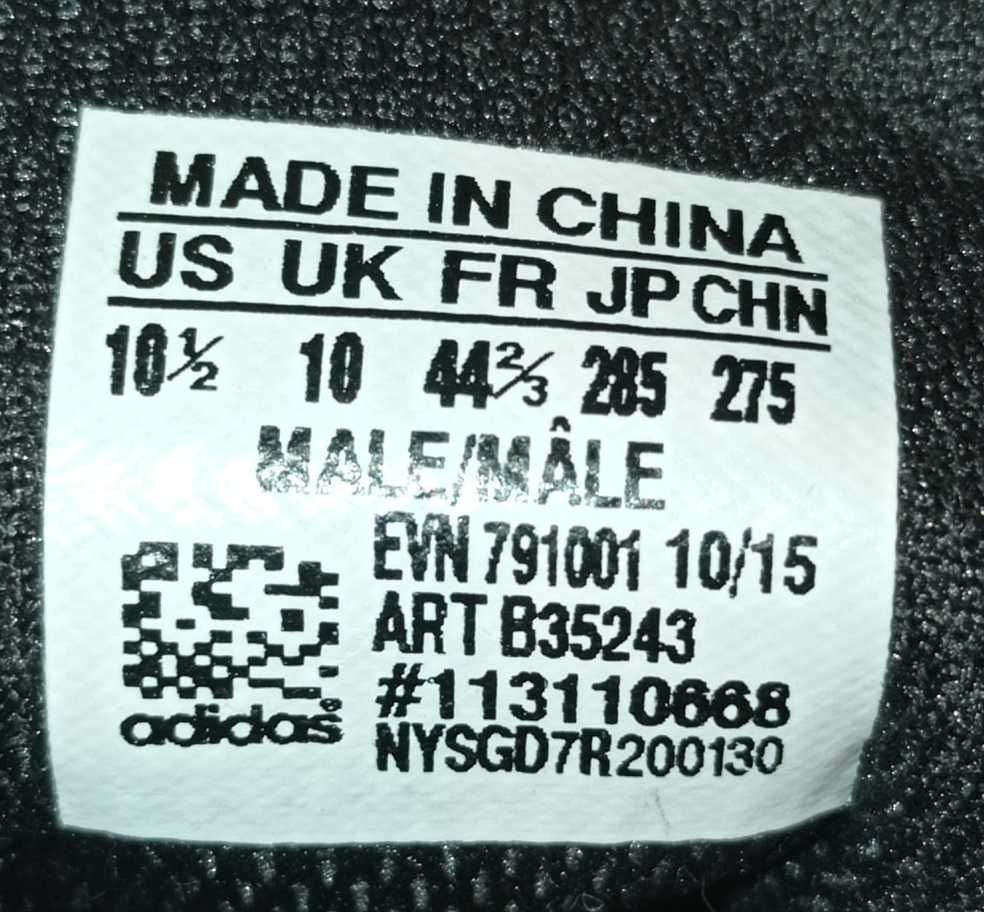 MADE IN CHINA
US UK FR JP CHN
10½ 10 44⅔ 285 275
MALE/MÂLE
EVN 791001 10/15
ART B35243
#113110668
adidas
NYSGD7R200130